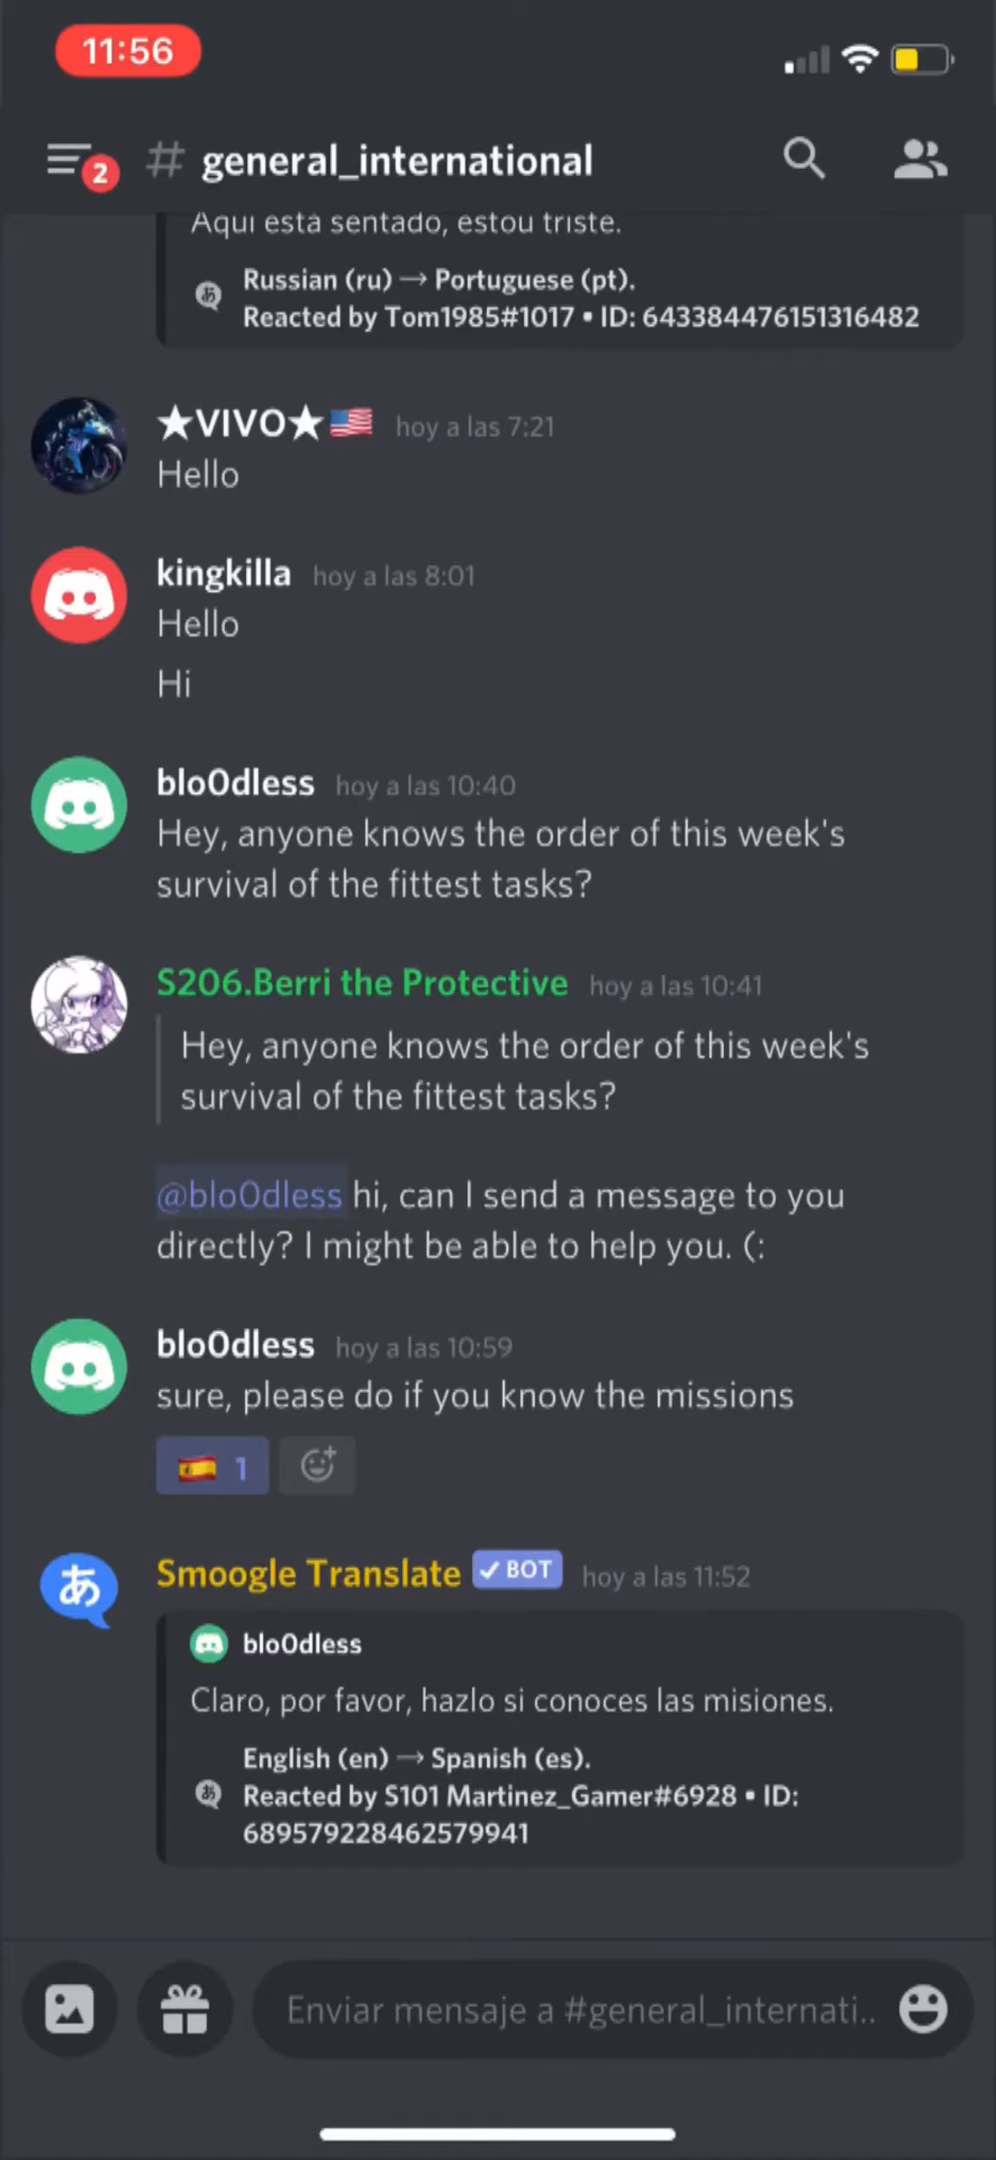 11:56
2
# general_international
Aqui está sentado, estou triste.
Russian (ru) → Portuguese (pt).
Reacted by Tom1985#1017 • ID: 643384476151316482
★VIVO★🇺🇸 hoy a las 7:21
Hello
kingkilla hoy a las 8:01
Hello
Hi
blo0dless hoy a las 10:40
Hey, anyone knows the order of this week's
survival of the fittest tasks?
S206.Berri the Protective hoy a las 10:41
Hey, anyone knows the order of this week's
survival of the fittest tasks?
@blo0dless hi, can I send a message to you
directly? I might be able to help you. (:
blo0dless hoy a las 10:59
sure, please do if you know the missions
🇪🇸 1
あ
Smoogle Translate ✓ BOT hoy a las 11:52
blo0dless
Claro, por favor, hazlo si conoces las misiones.
English (en) → Spanish (es).
Reacted by S101 Martinez_Gamer#6928 • ID:
689579228462579941
Enviar mensaje a #general_internati..